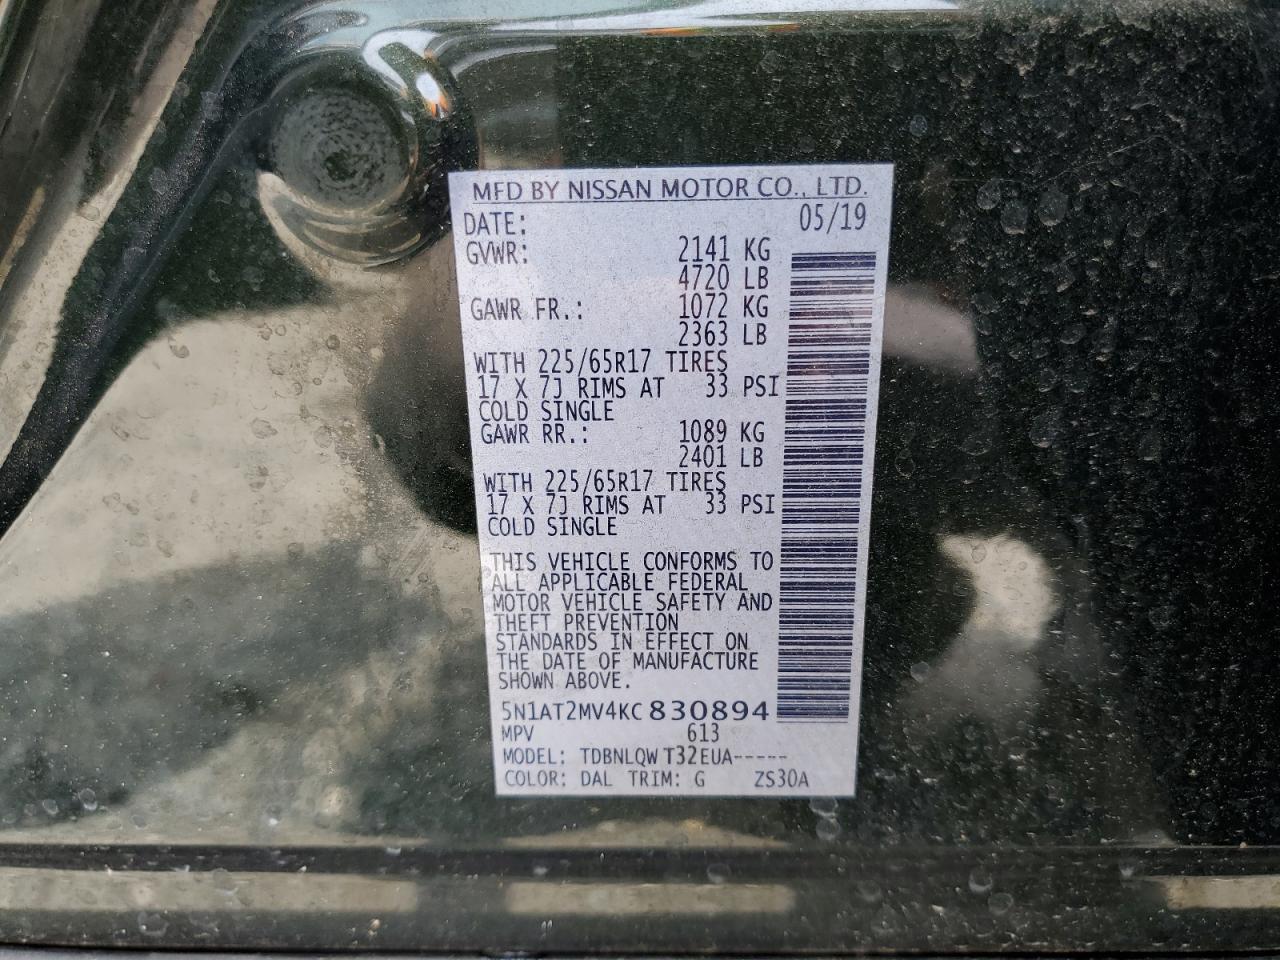 MFD BY NISSAN MOTOR CO., LTD.
DATE: 05/19
GVWR: 2141 KG
4720 LB
GAWR FR.: 1072 KG
2363 LB
WITH 225/65R17 TIRES
17 X 7J RIMS AT 33 PSI
COLD SINGLE
GAWR RR.: 1089 KG
2401 LB
WITH 225/65R17 TIRES
17 X 7J RIMS AT 33 PSI
COLD SINGLE
THIS VEHICLE CONFORMS TO
ALL APPLICABLE FEDERAL
MOTOR VEHICLE SAFETY AND
THEFT PREVENTION
STANDARDS IN EFFECT ON
THE DATE OF MANUFACTURE
SHOWN ABOVE.
5N1AT2MV4KC830894
MPV 613
MODEL: TDBNLQW T32EUA-----
COLOR: DAL TRIM: G ZS30A